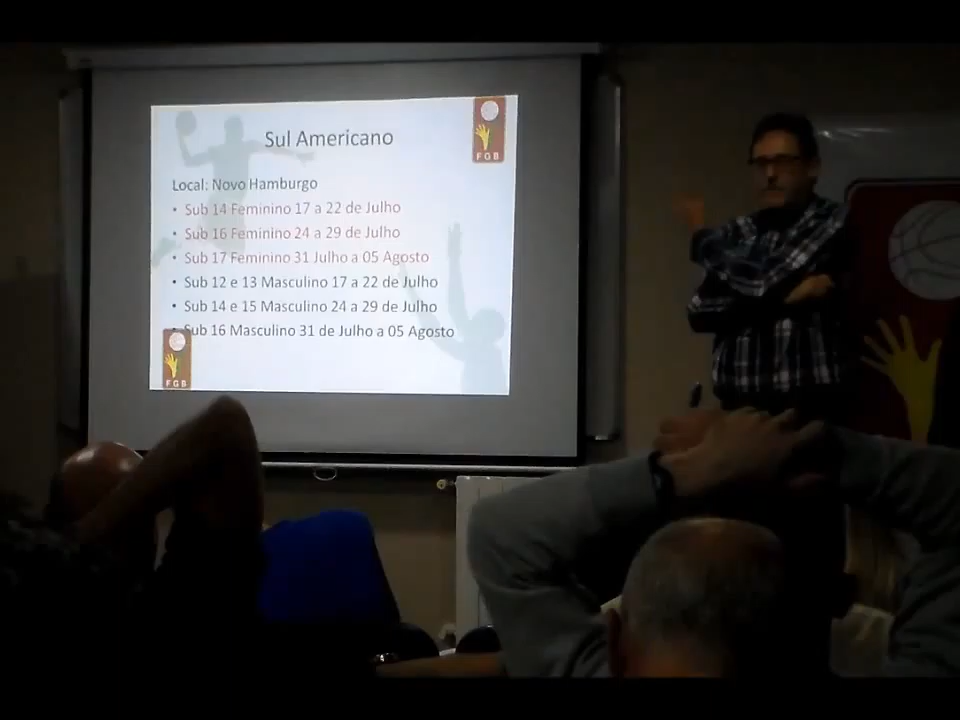 Sul Americano
FGB
Local: Novo Hamburgo
• Sub 14 Feminino 17 a 22 de Julho
• Sub 16 Feminino 24 a 29 de Julho
• Sub 17 Feminino 31 Julho a 05 Agosto
• Sub 12 e 13 Masculino 17 a 22 de Julho
• Sub 14 e 15 Masculino 24 a 29 de Julho
• Sub 16 Masculino 31 de Julho a 05 Agosto
FGB